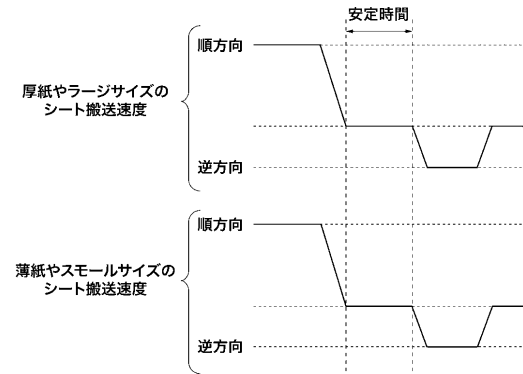 安定時間
順方向
厚紙やラージサイズの
シート搬送速度
逆方向
順方向
薄紙やスモールサイズの
シート搬送速度
逆方向